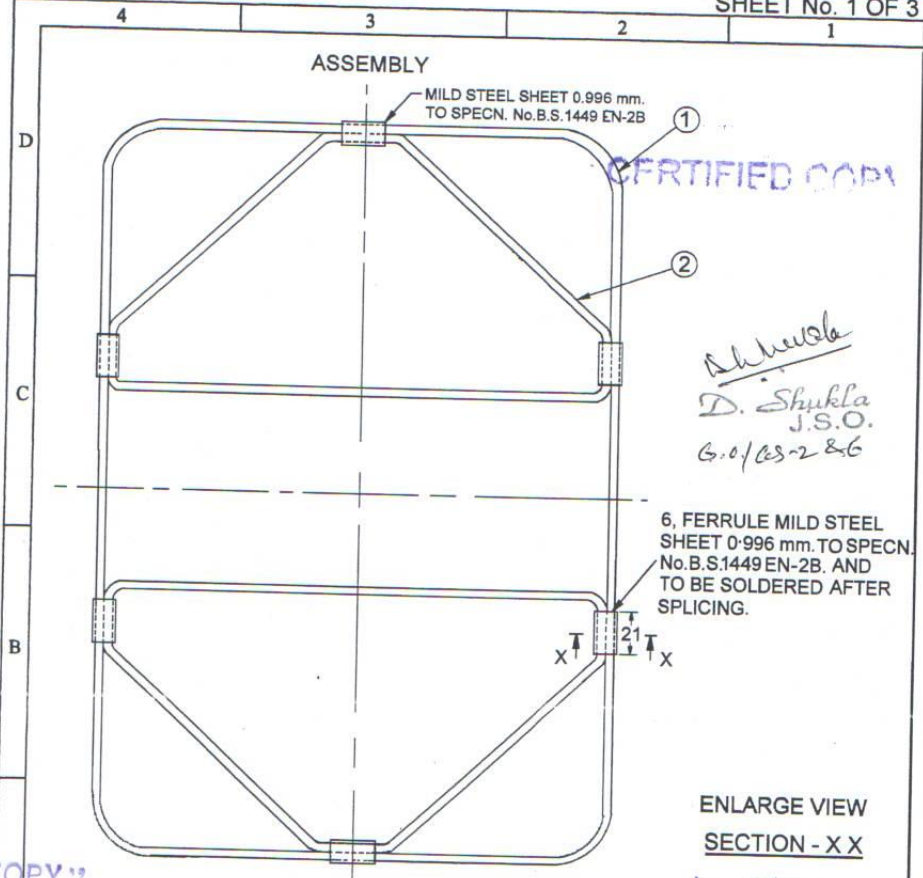 SHEET No. 1 OF 3
4 3 2 1
ASSEMBLY
MILD STEEL SHEET 0.996 mm.
TO SPECN. No.B.S.1449 EN-2B
D
1
CERTIFIED COPY
2
D. Shukla
J.S.O.
C
6, FERRULE MILD STEEL
SHEET 0·996 mm. TO SPECN.
No.B.S.1449 EN-2B. AND
TO BE SOLDERED AFTER
SPLICING.
21
X X
B
ENLARGE VIEW
SECTION - X X